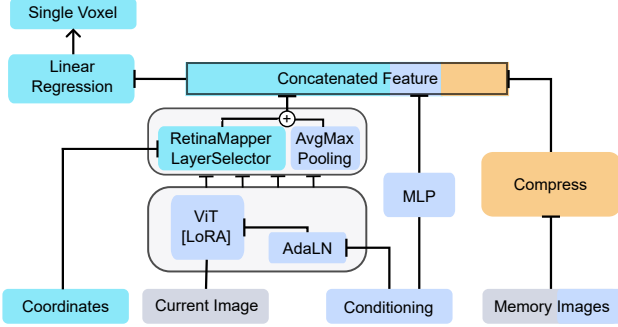 Single Voxel
Linear
Regression
Concatenated Feature
+
RetinaMapper
LayerSelector
AvgMax
Pooling
ViT
[LoRA]
AdaLN
MLP
Compress
Coordinates
Current Image
Conditioning
Memory Images